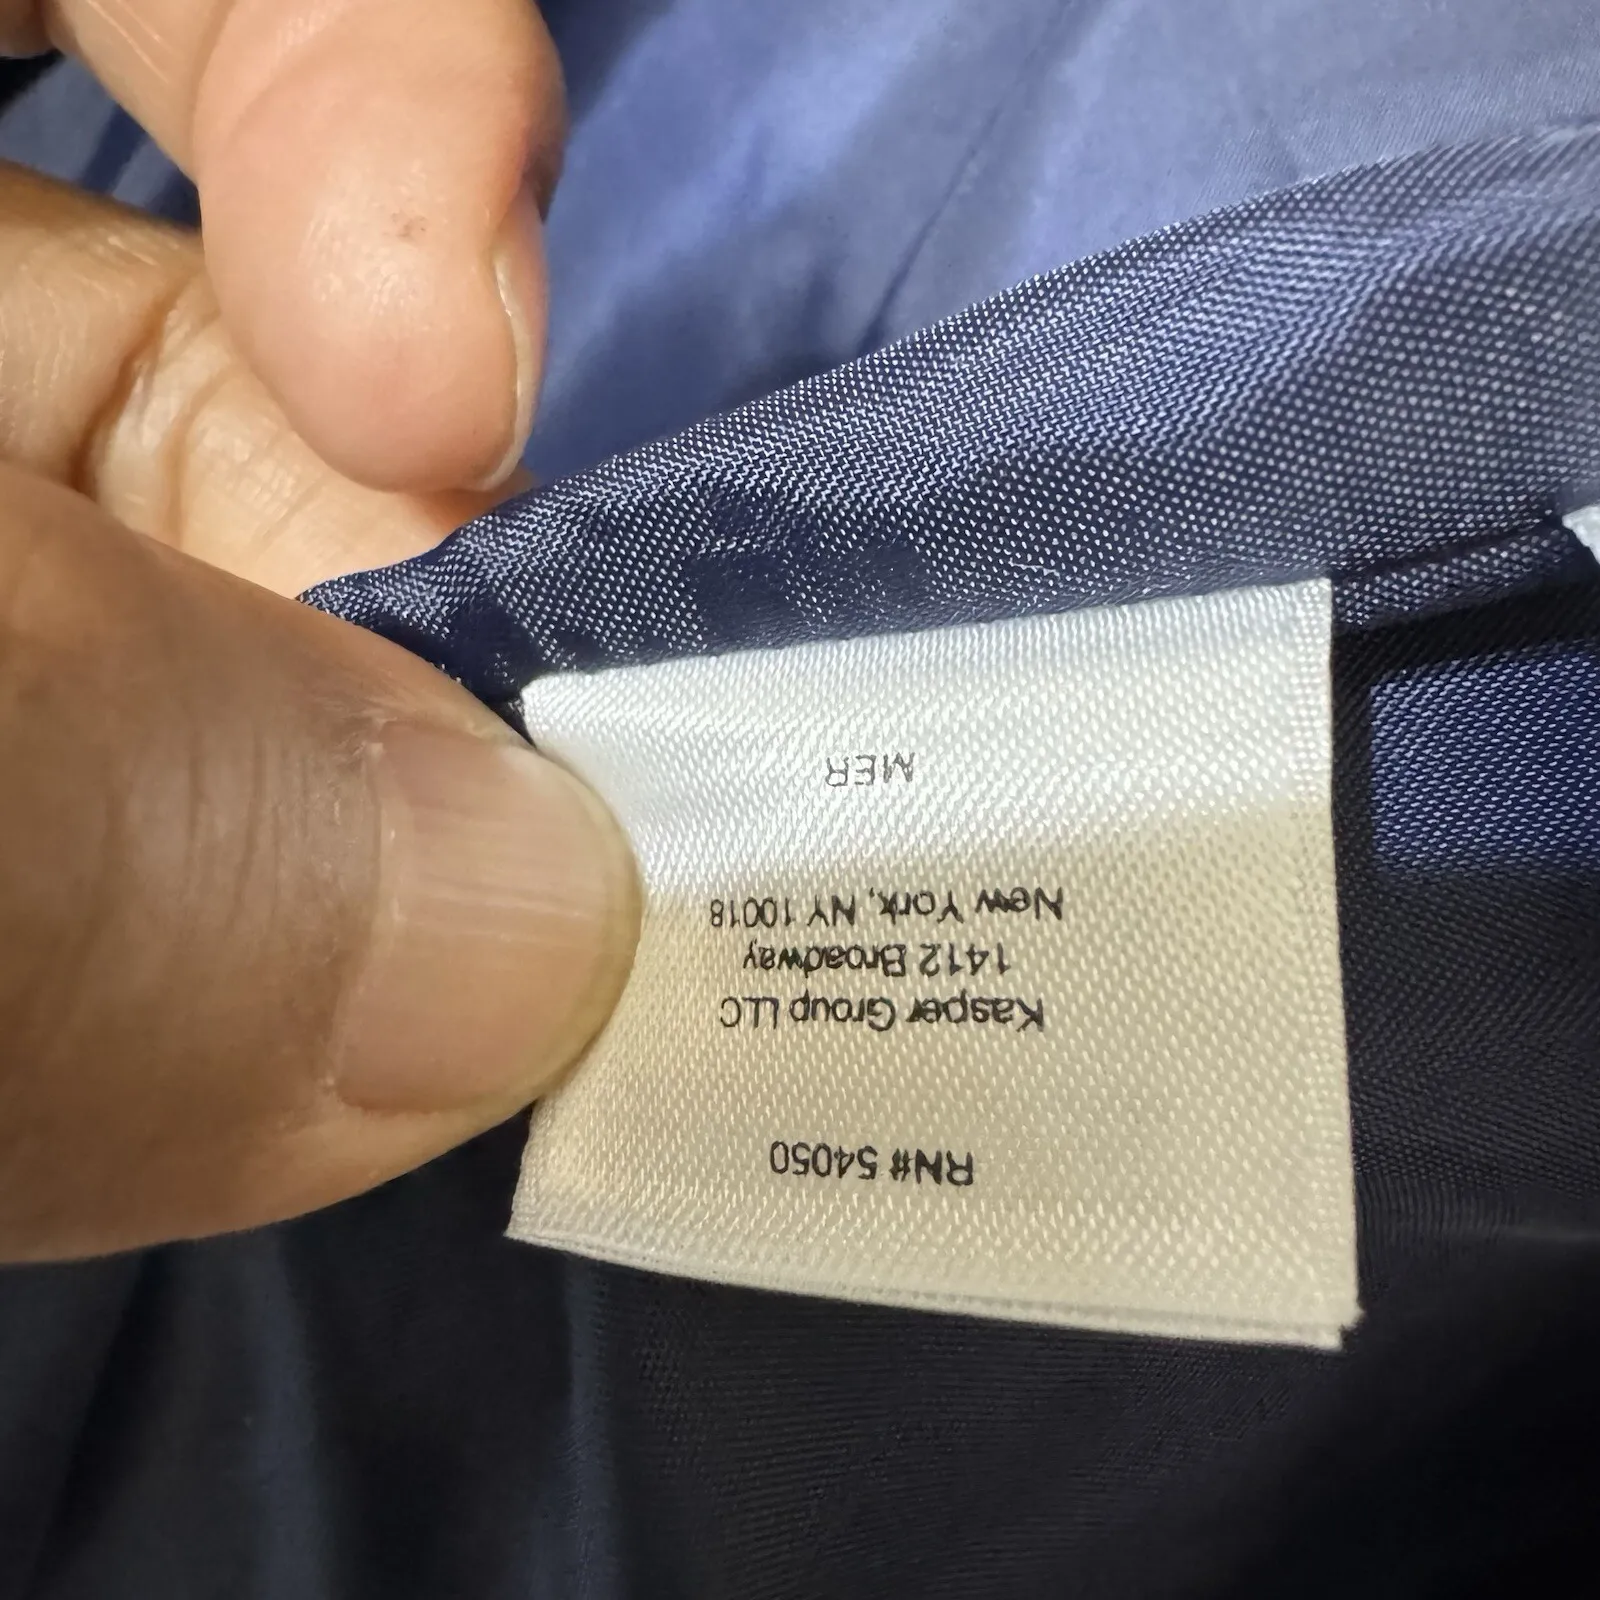 RN# 54050
Kasper Group LLC
1412 Broadway
New York, NY 10018
MER